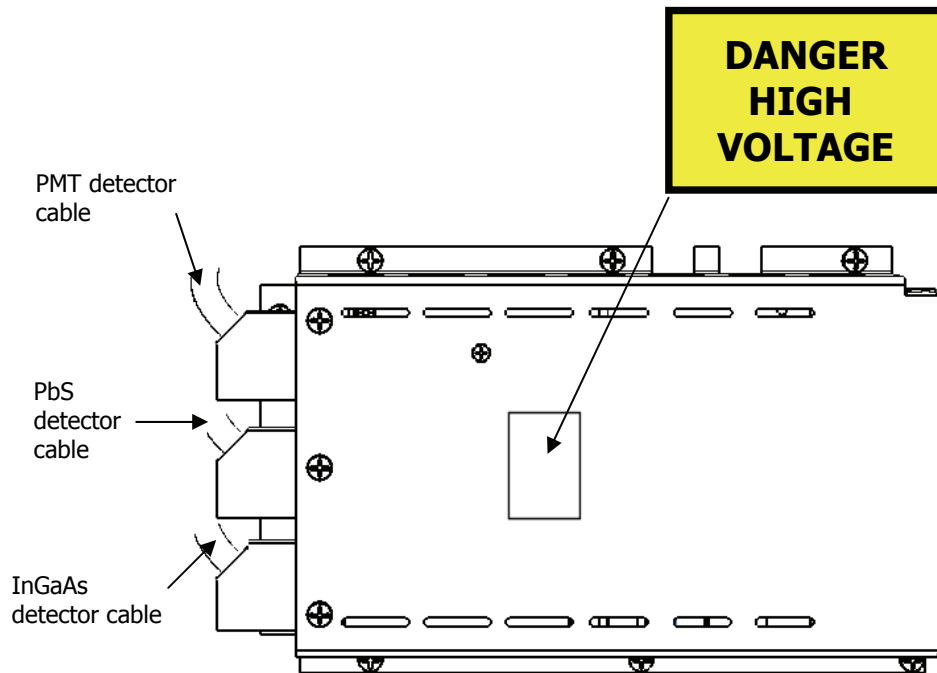 DANGER
HIGH
VOLTAGE
PMT detector
cable
PbS
detector
cable
InGaAs
detector cable